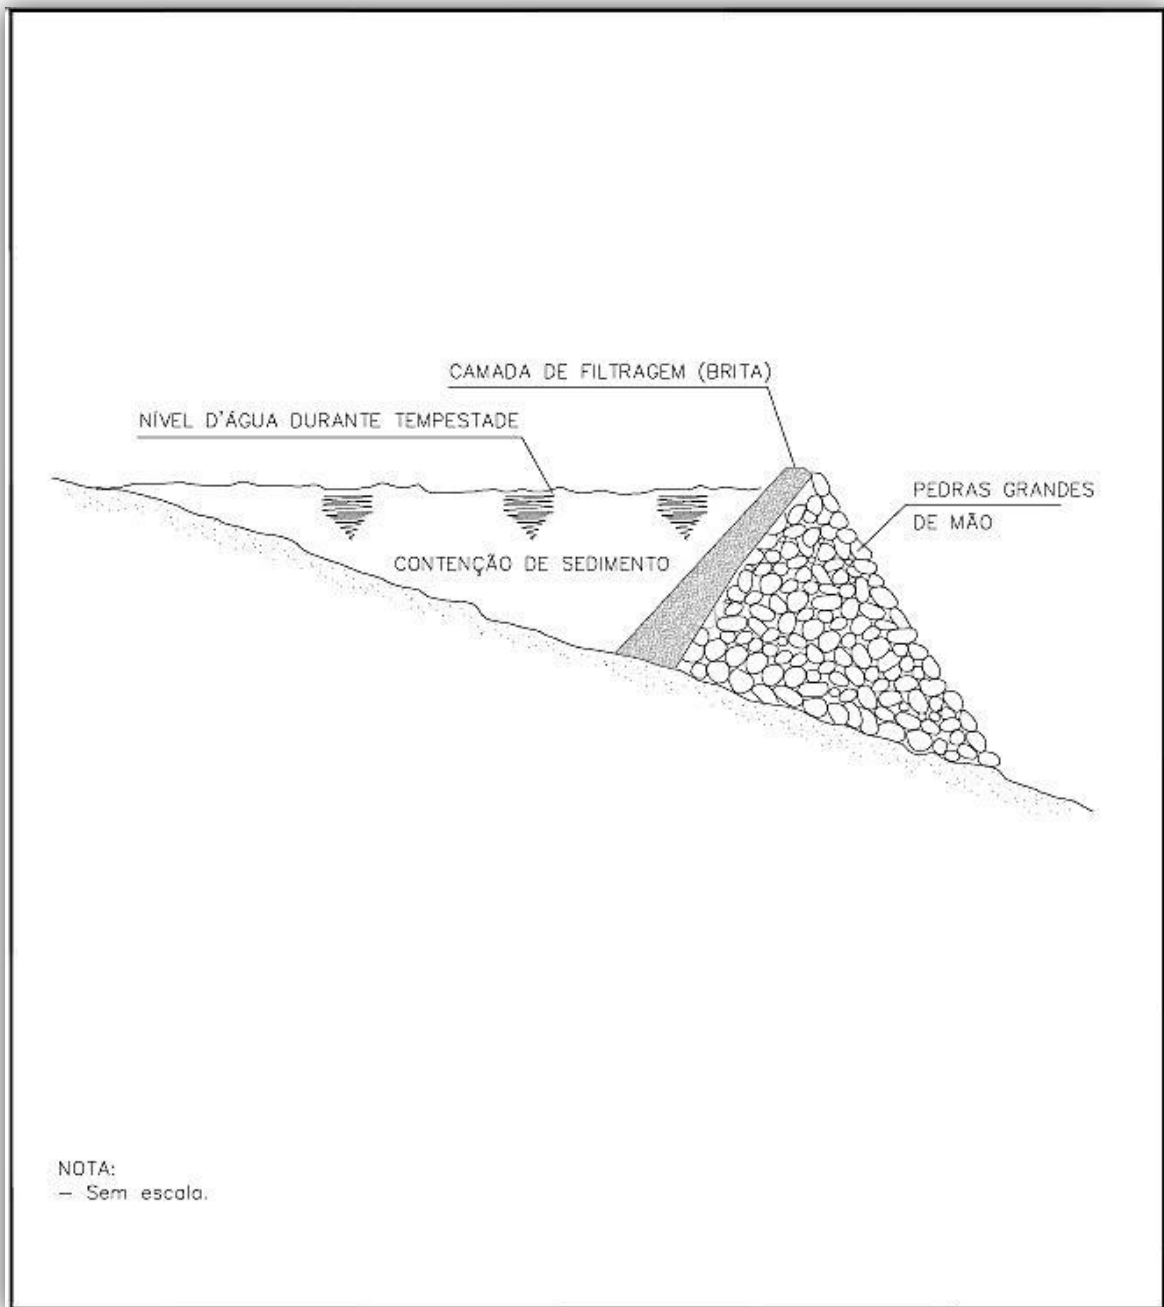 CAMADA DE FILTRAGEM (BRITA)
NÍVEL D'ÁGUA DURANTE TEMPESTADE
PEDRAS GRANDES
DE MÃO
CONTENÇÃO DE SEDIMENTO
NOTA:
– Sem escala.